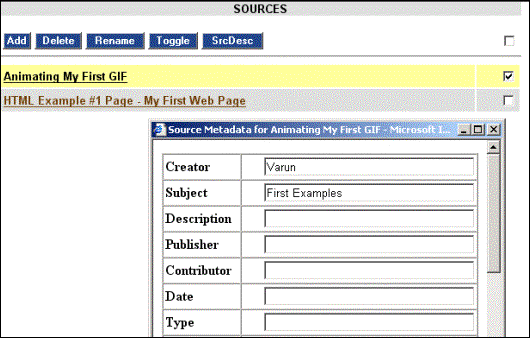 SOURCES
Add Delete Rename Toggle SrcDesc
Animating My First GIF
HTML Example #1 Page - My First Web Page
Source Metadata for Animating My First GIF - Microsoft I...
Creator Varun
Subject First Examples
Description
Publisher
Contributor
Date
Type